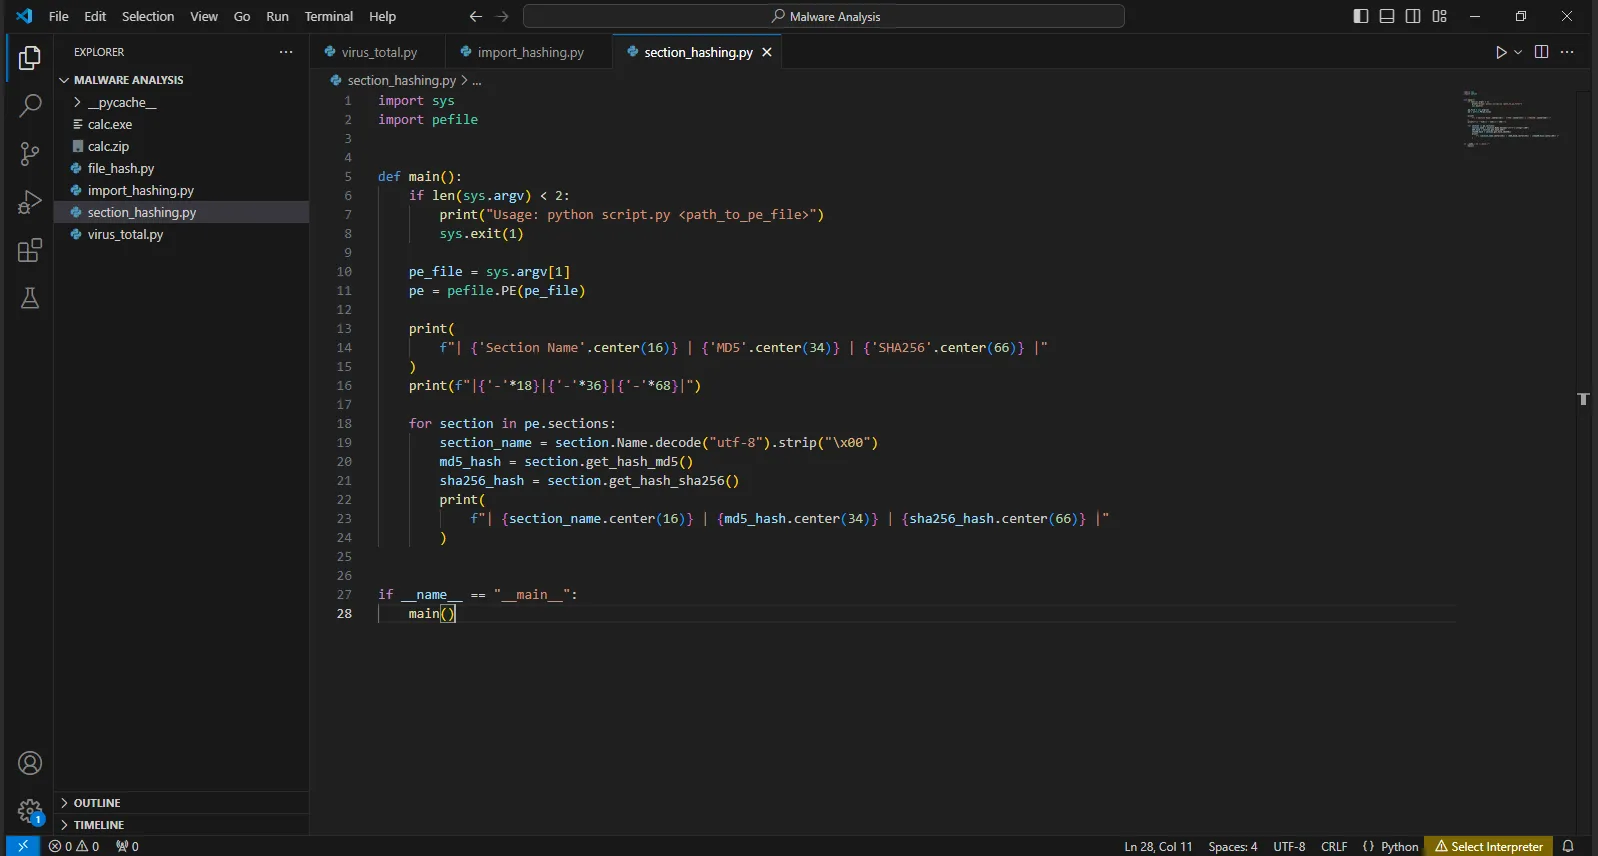 File Edit Selection View Go Run Terminal Help
Malware Analysis
EXPLORER
MALWARE ANALYSIS
__pycache__
calc.exe
calc.zip
file_hash.py
import_hashing.py
section_hashing.py
virus_total.py
OUTLINE
TIMELINE
virus_total.py import_hashing.py section_hashing.py
section_hashing.py > ...
1 import sys
2 import pefile
3
4
5 def main():
6     if len(sys.argv) < 2:
7         print("Usage: python script.py <path_to_pe_file>")
8         sys.exit(1)
9
10     pe_file = sys.argv[1]
11     pe = pefile.PE(pe_file)
12
13     print(
14         f"| {'Section Name'.center(16)} | {'MD5'.center(34)} | {'SHA256'.center(66)} |"
15     )
16     print(f"|{'-'*18}|{'-'*36}|{'-'*68}|")
17
18     for section in pe.sections:
19         section_name = section.Name.decode("utf-8").strip("\x00")
20         md5_hash = section.get_hash_md5()
21         sha256_hash = section.get_hash_sha256()
22         print(
23             f"| {section_name.center(16)} | {md5_hash.center(34)} | {sha256_hash.center(66)} |"
24         )
25
26
27 if __name__ == "__main__":
28     main()
1
0 0 0
Ln 28, Col 11 Spaces: 4 UTF-8 CRLF {} Python Select Interpreter